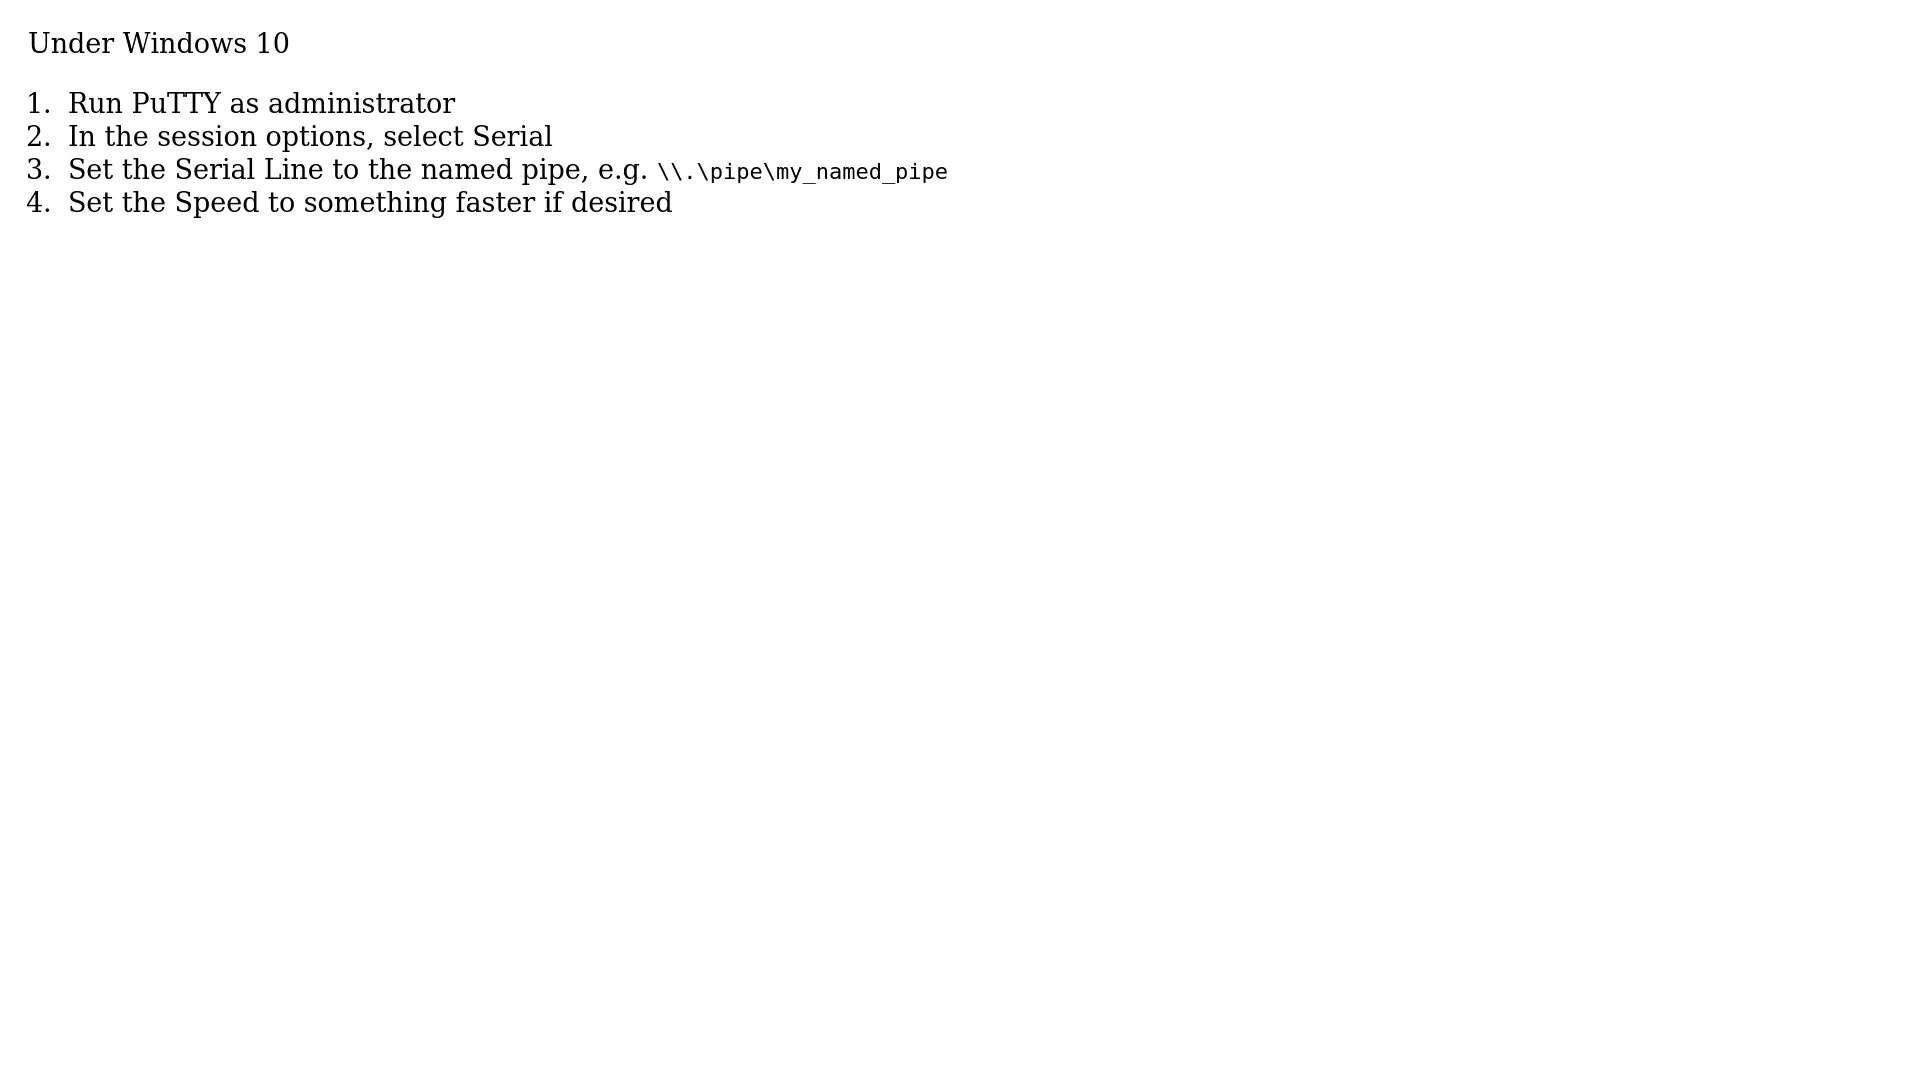 Under Windows 10
1. Run PuTTY as administrator
2. In the session options, select Serial
3. Set the Serial Line to the named pipe, e.g. \\.\pipe\my_named_pipe
4. Set the Speed to something faster if desired